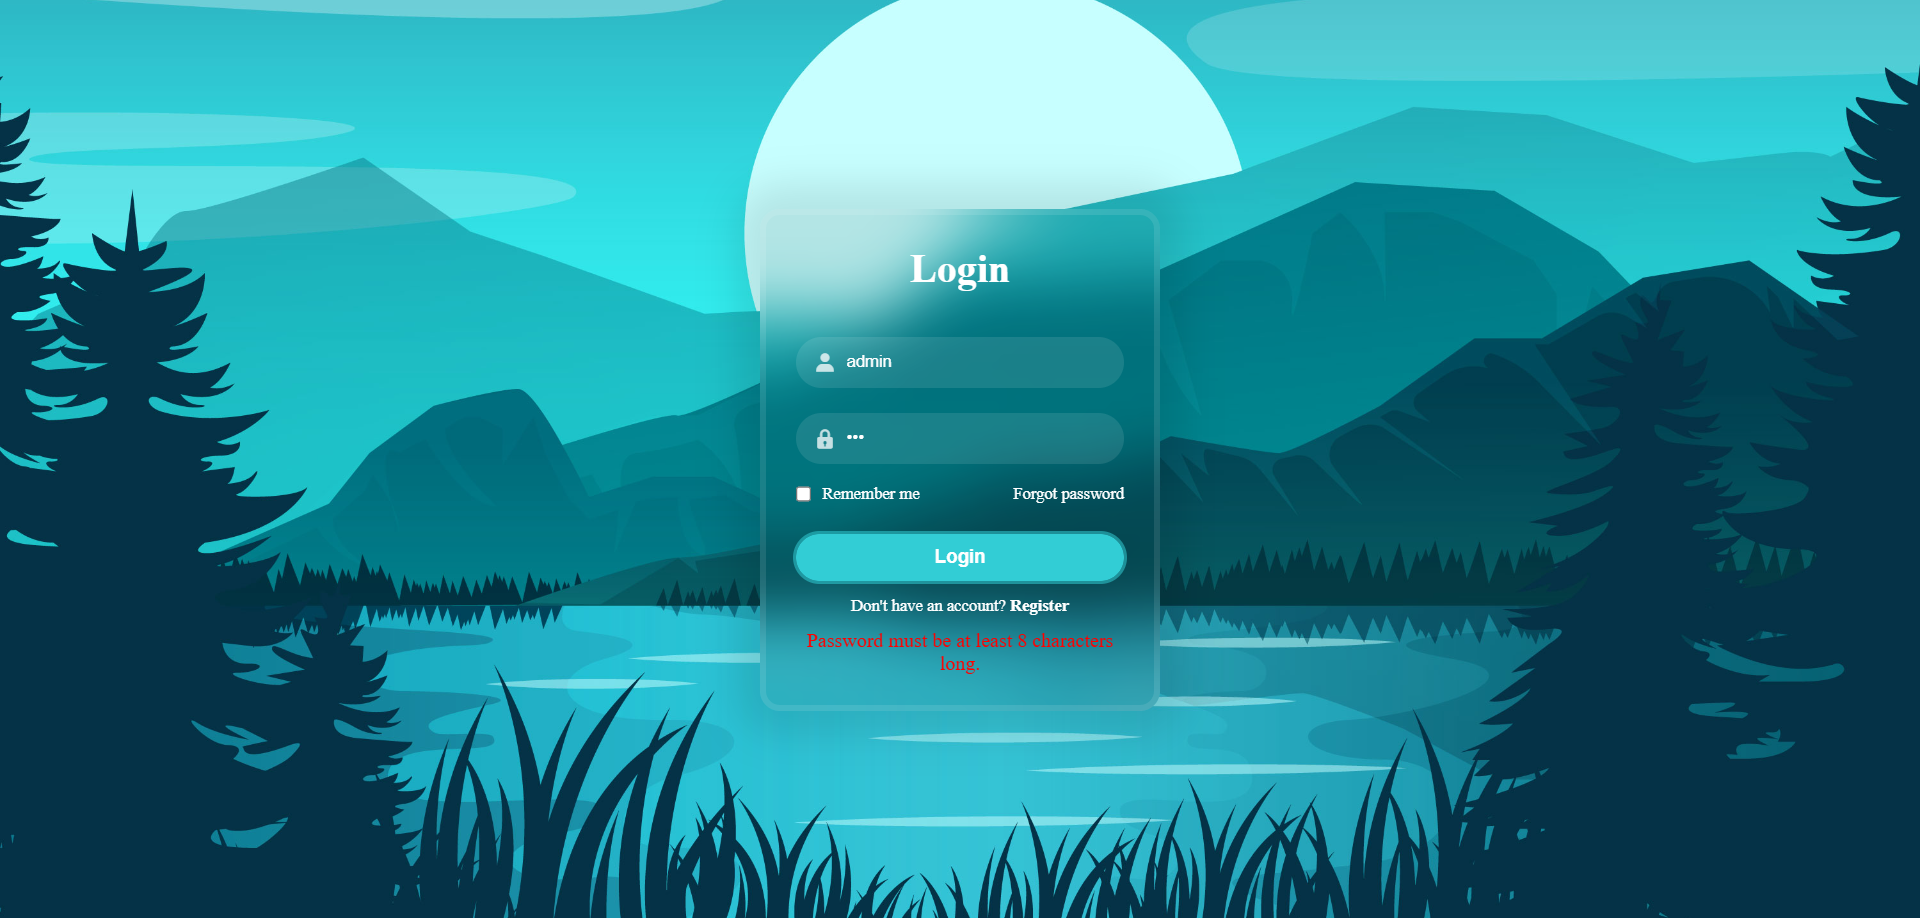 Login
admin
•••
Remember me Forgot password
Login
Don't have an account? Register
Password must be at least 8 characters
long.